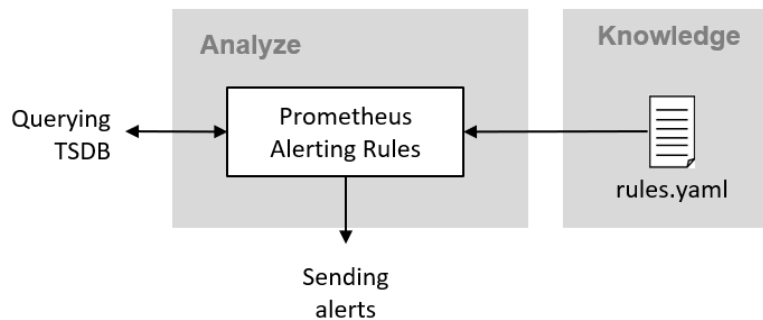 Analyze
Knowledge
Querying
TSDB
Prometheus
Alerting Rules
rules.yaml
Sending
alerts